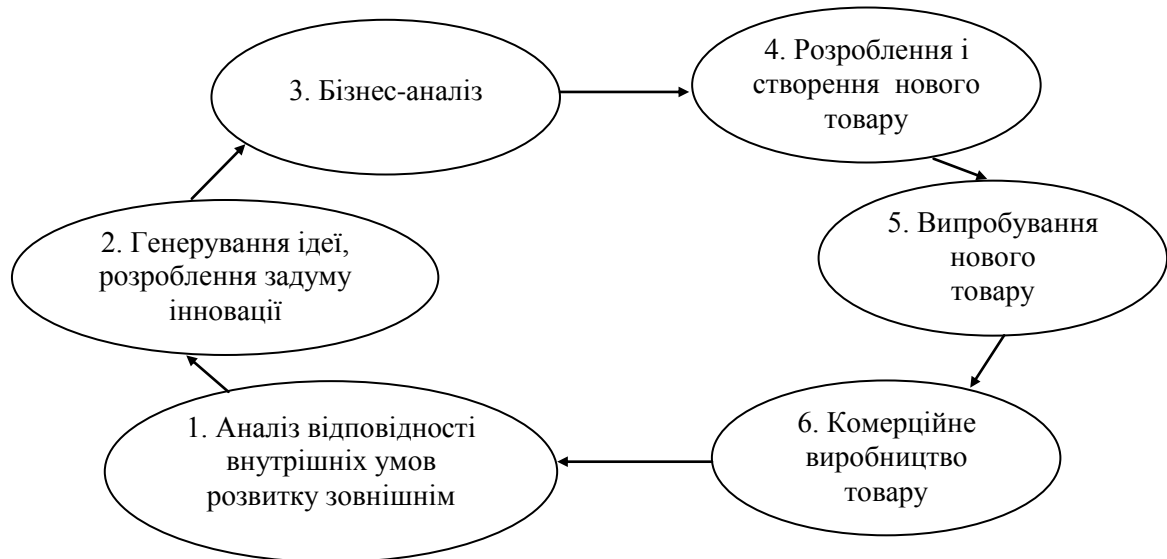 1. Аналіз відповідності
внутрішніх умов
розвитку зовнішнім
2. Генерування ідеї,
розроблення задуму
інновації
3. Бізнес-аналіз
4. Розроблення і
створення нового
товару
5. Випробування
нового
товару
6. Комерційне
виробництво
товару